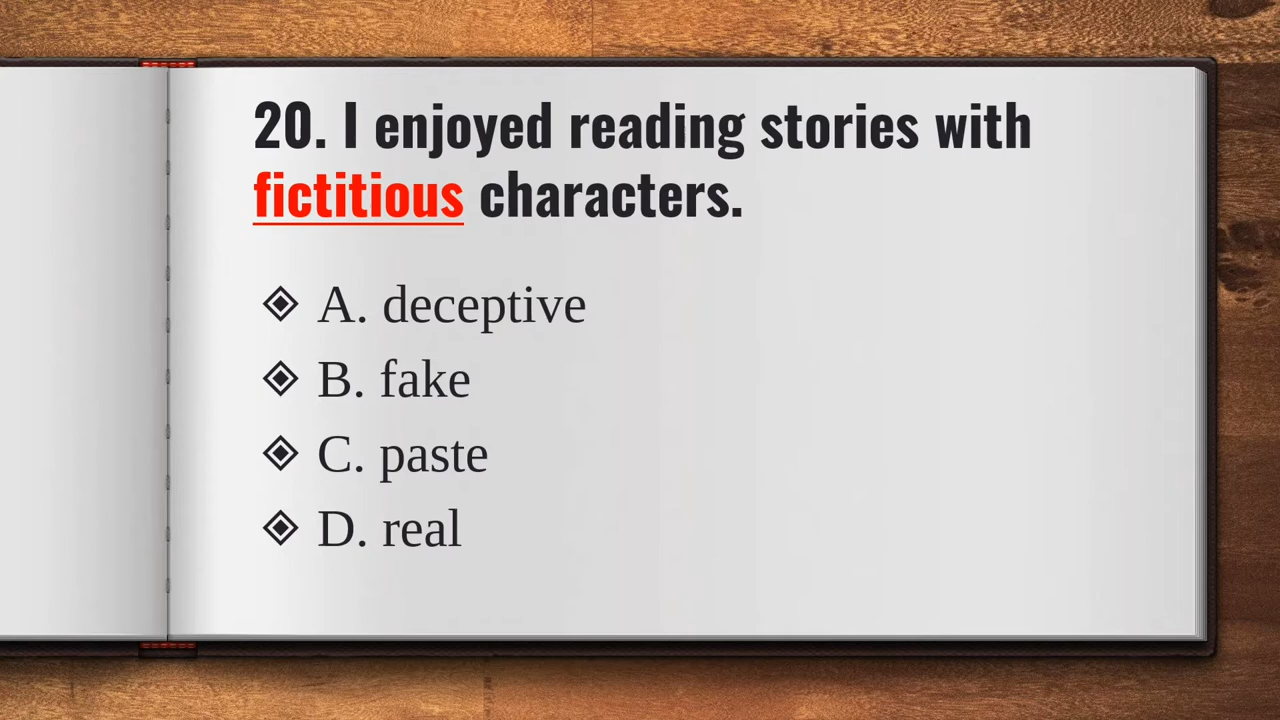 20. I enjoyed reading stories with
fictitious characters.
A. deceptive
B. fake
C. paste
D. real